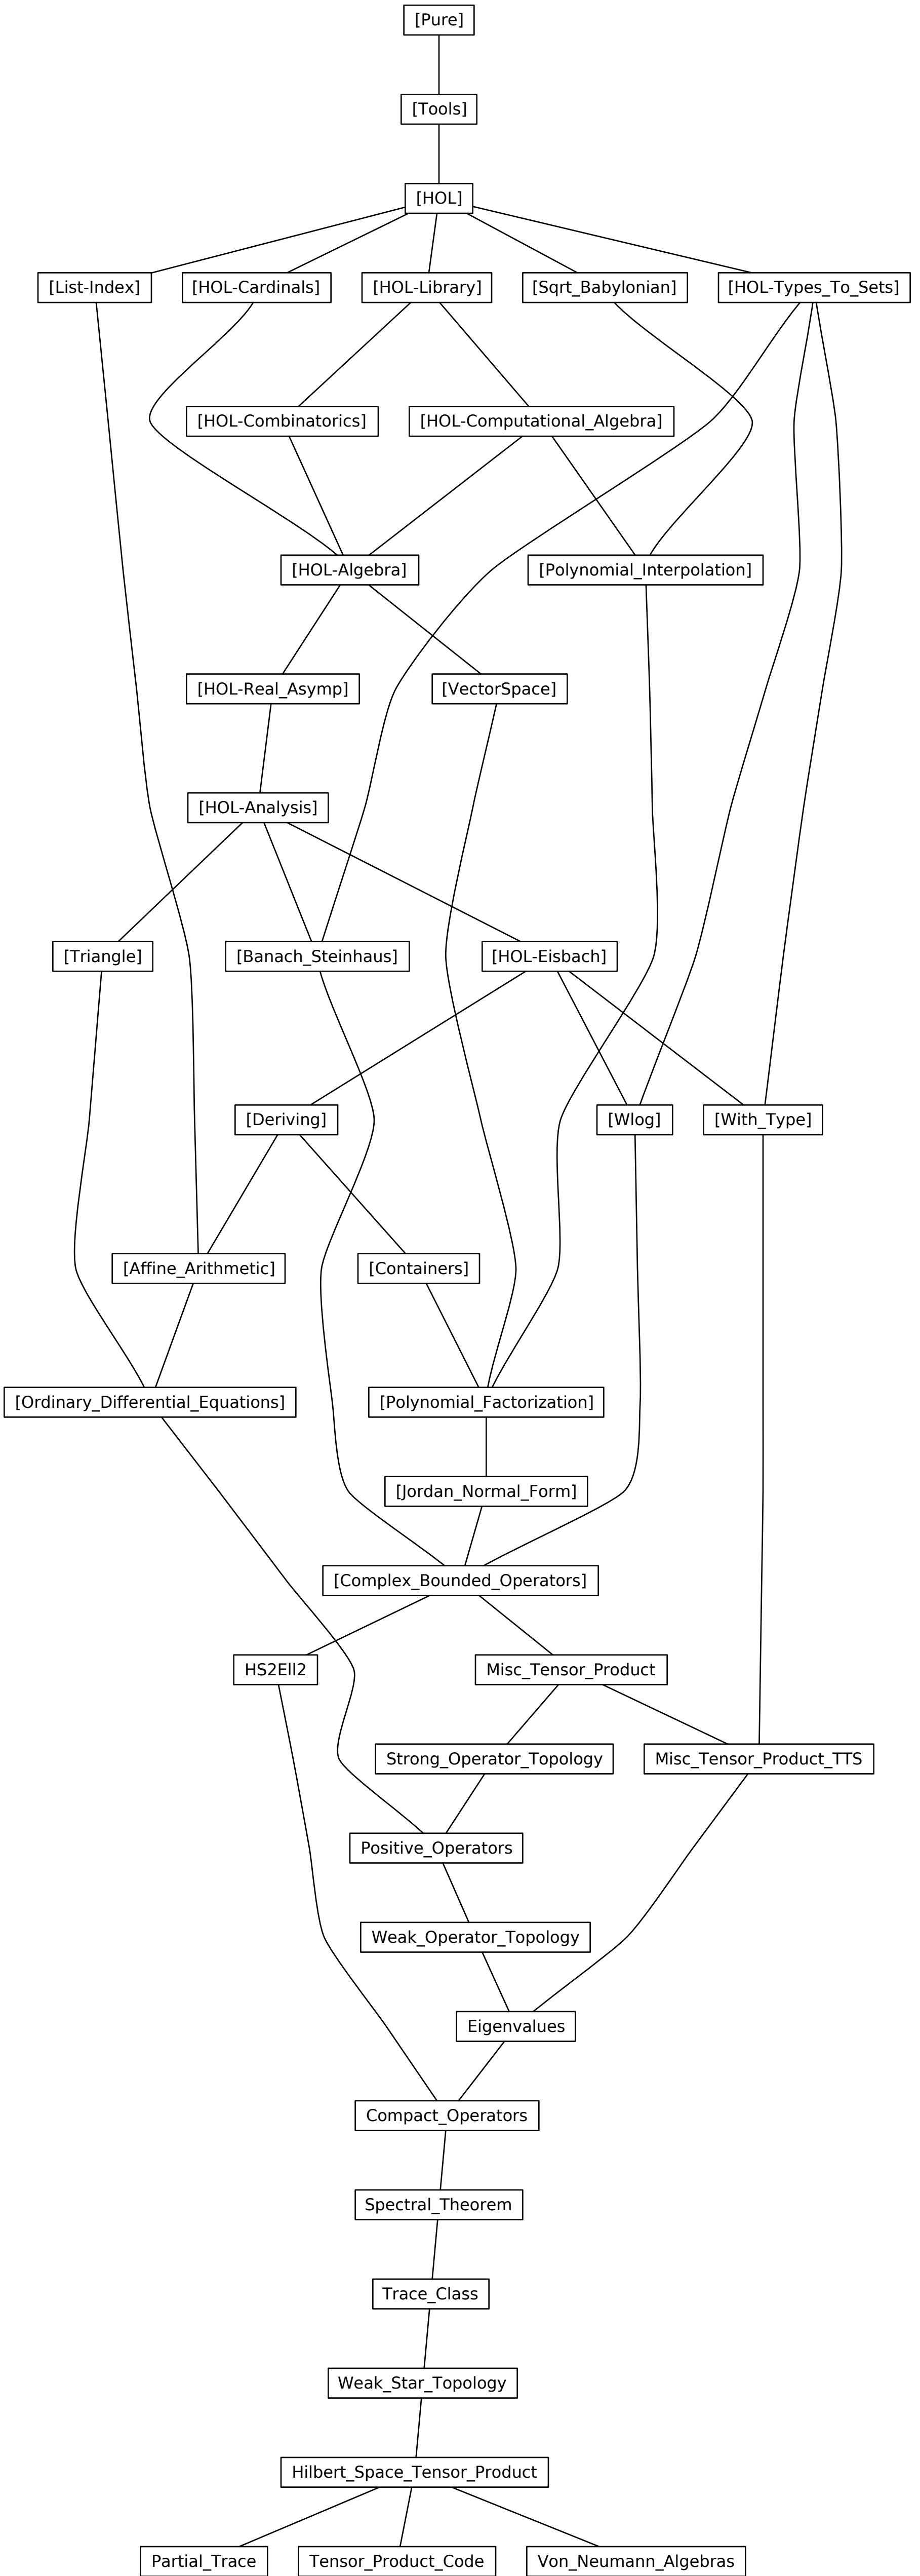 [Pure]
[Tools]
[HOL]
[List-Index]
[HOL-Cardinals]
[HOL-Library]
[Sqrt_Babylonian]
[HOL-Types_To_Sets]
[HOL-Combinatorics]
[HOL-Computational_Algebra]
[HOL-Algebra]
[Polynomial_Interpolation]
[HOL-Real_Asymp]
[VectorSpace]
[HOL-Analysis]
[Triangle]
[Banach_Steinhaus]
[HOL-Eisbach]
[Deriving]
[Wlog]
[With_Type]
[Affine_Arithmetic]
[Containers]
[Ordinary_Differential_Equations]
[Polynomial_Factorization]
[Jordan_Normal_Form]
[Complex_Bounded_Operators]
HS2Ell2
Misc_Tensor_Product
Strong_Operator_Topology
Misc_Tensor_Product_TTS
Positive_Operators
Weak_Operator_Topology
Eigenvalues
Compact_Operators
Spectral_Theorem
Trace_Class
Weak_Star_Topology
Hilbert_Space_Tensor_Product
Partial_Trace
Tensor_Product_Code
Von_Neumann_Algebras